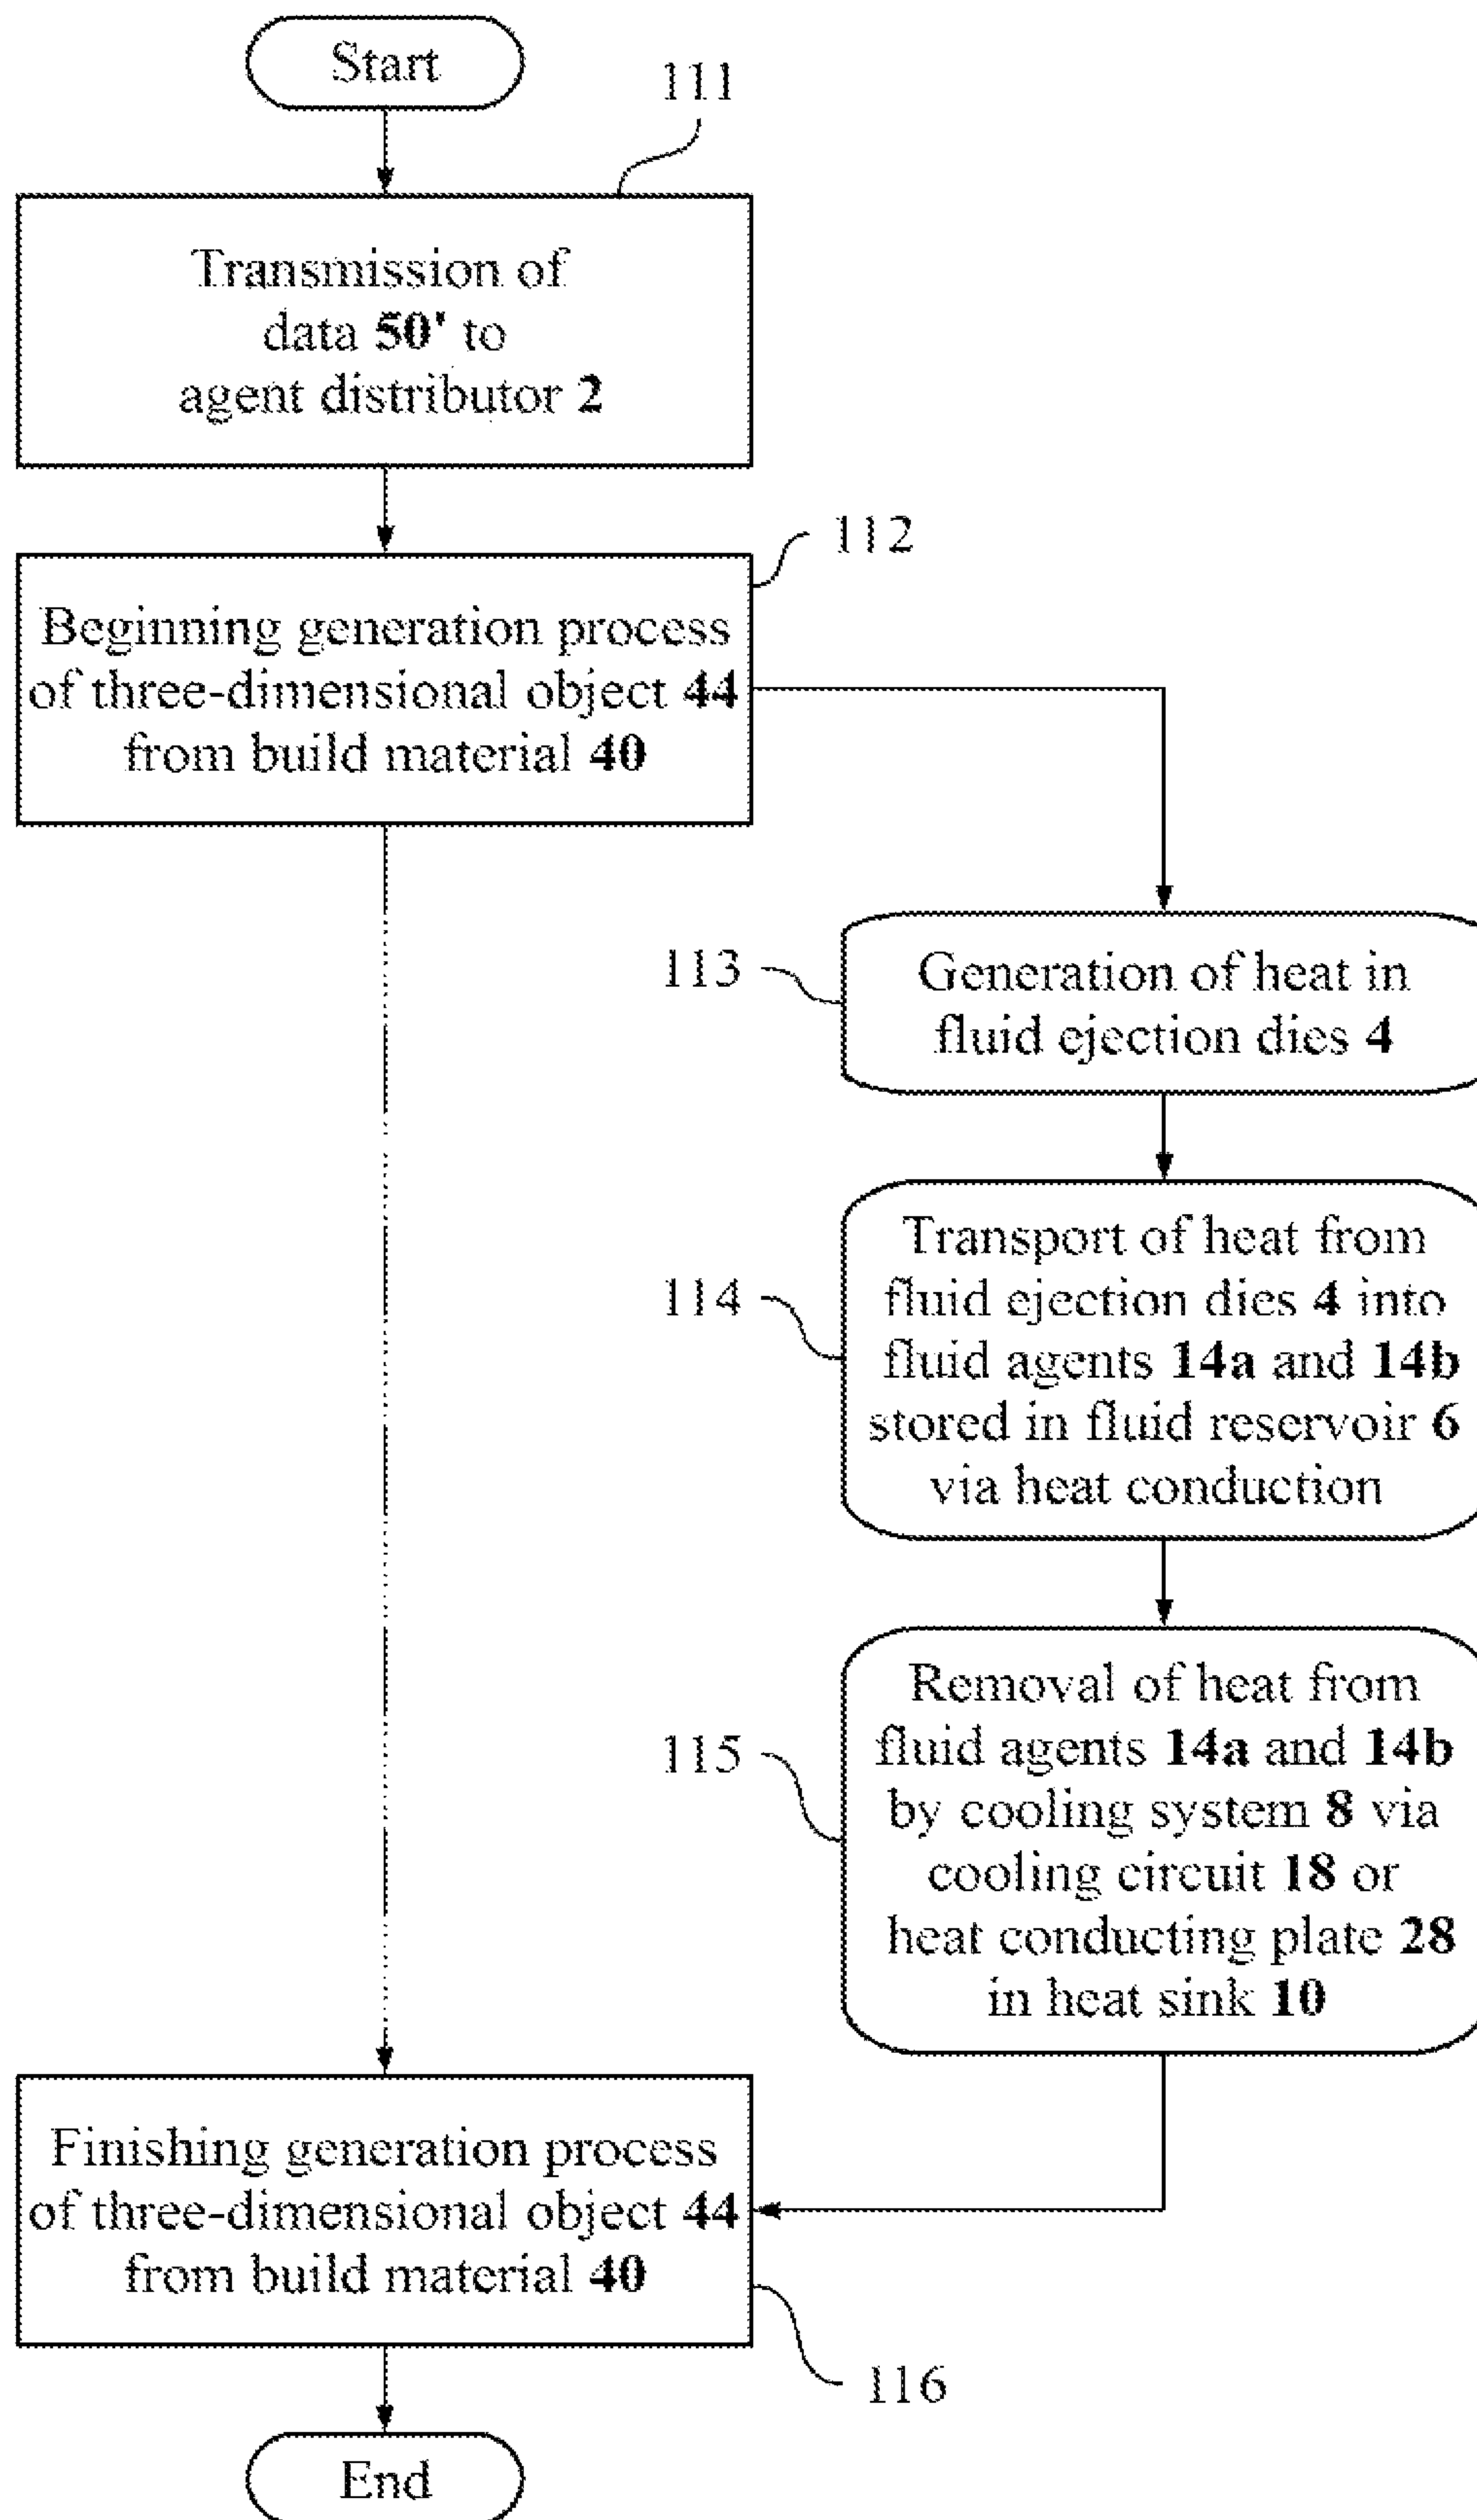 Start
111
Transmission of
data 50' to
agent distributor 2
112
Beginning generation process
of three-dimensional object 44
from build material 40
113
Generation of heat in
fluid ejection dies 4
114
Transport of heat from
fluid ejection dies 4 into
fluid agents 14a and 14b
stored in fluid reservoir 6
via heat conduction
115
Removal of heat from
fluid agents 14a and 14b
by cooling system 8 via
cooling circuit 18 or
heat conducting plate 28
in heat sink 10
Finishing generation process
of three-dimensional object 44
from build material 40
116
End